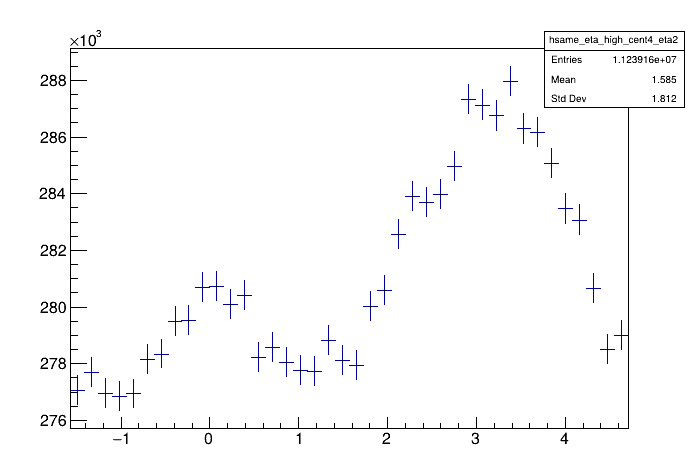 ×10³
hsame_eta_high_cent4_eta2
Entries 1.123916e+07
Mean 1.585
Std Dev 1.812
288
286
284
282
280
278
276
−1 0 1 2 3 4